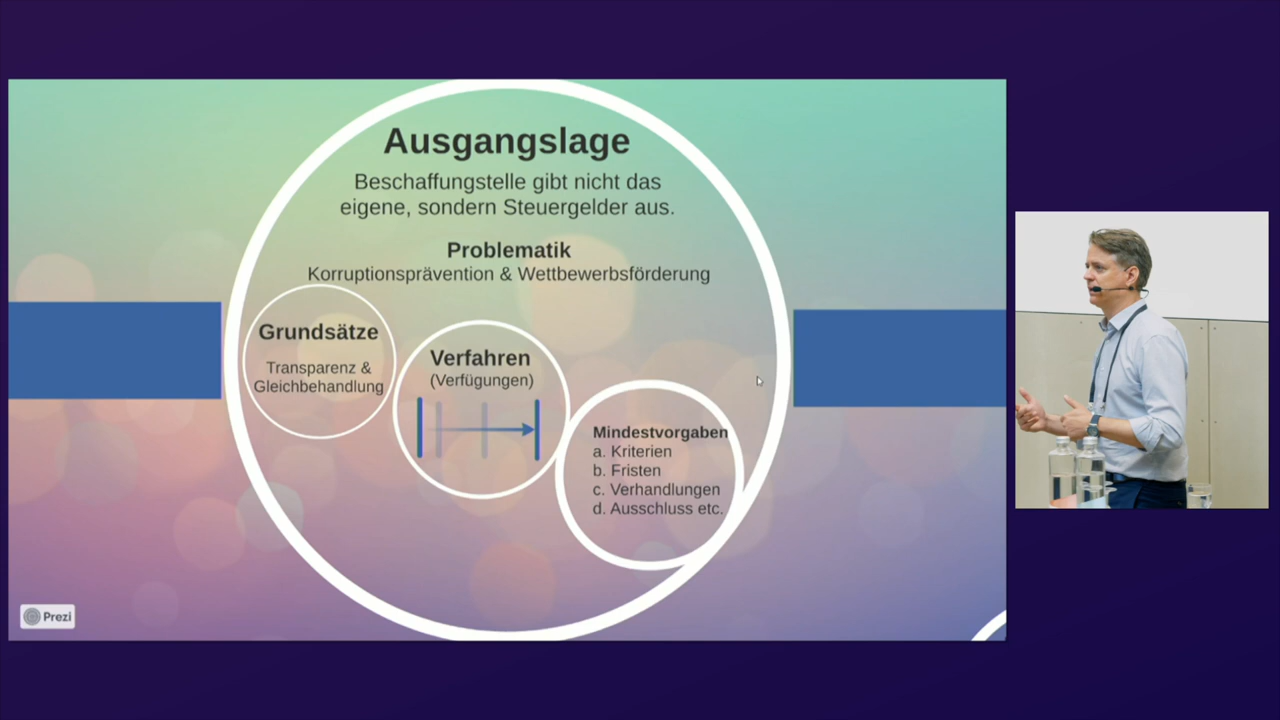 Ausgangslage
Beschaffungstelle gibt nicht das
eigene, sondern Steuergelder aus.
Problematik
Korruptionsprävention & Wettbewerbsförderung
Grundsätze
Transparenz &
Gleichbehandlung
Verfahren
(Verfügungen)
Mindestvorgaben
a. Kriterien
b. Fristen
c. Verhandlungen
d. Ausschluss etc.
Prezi